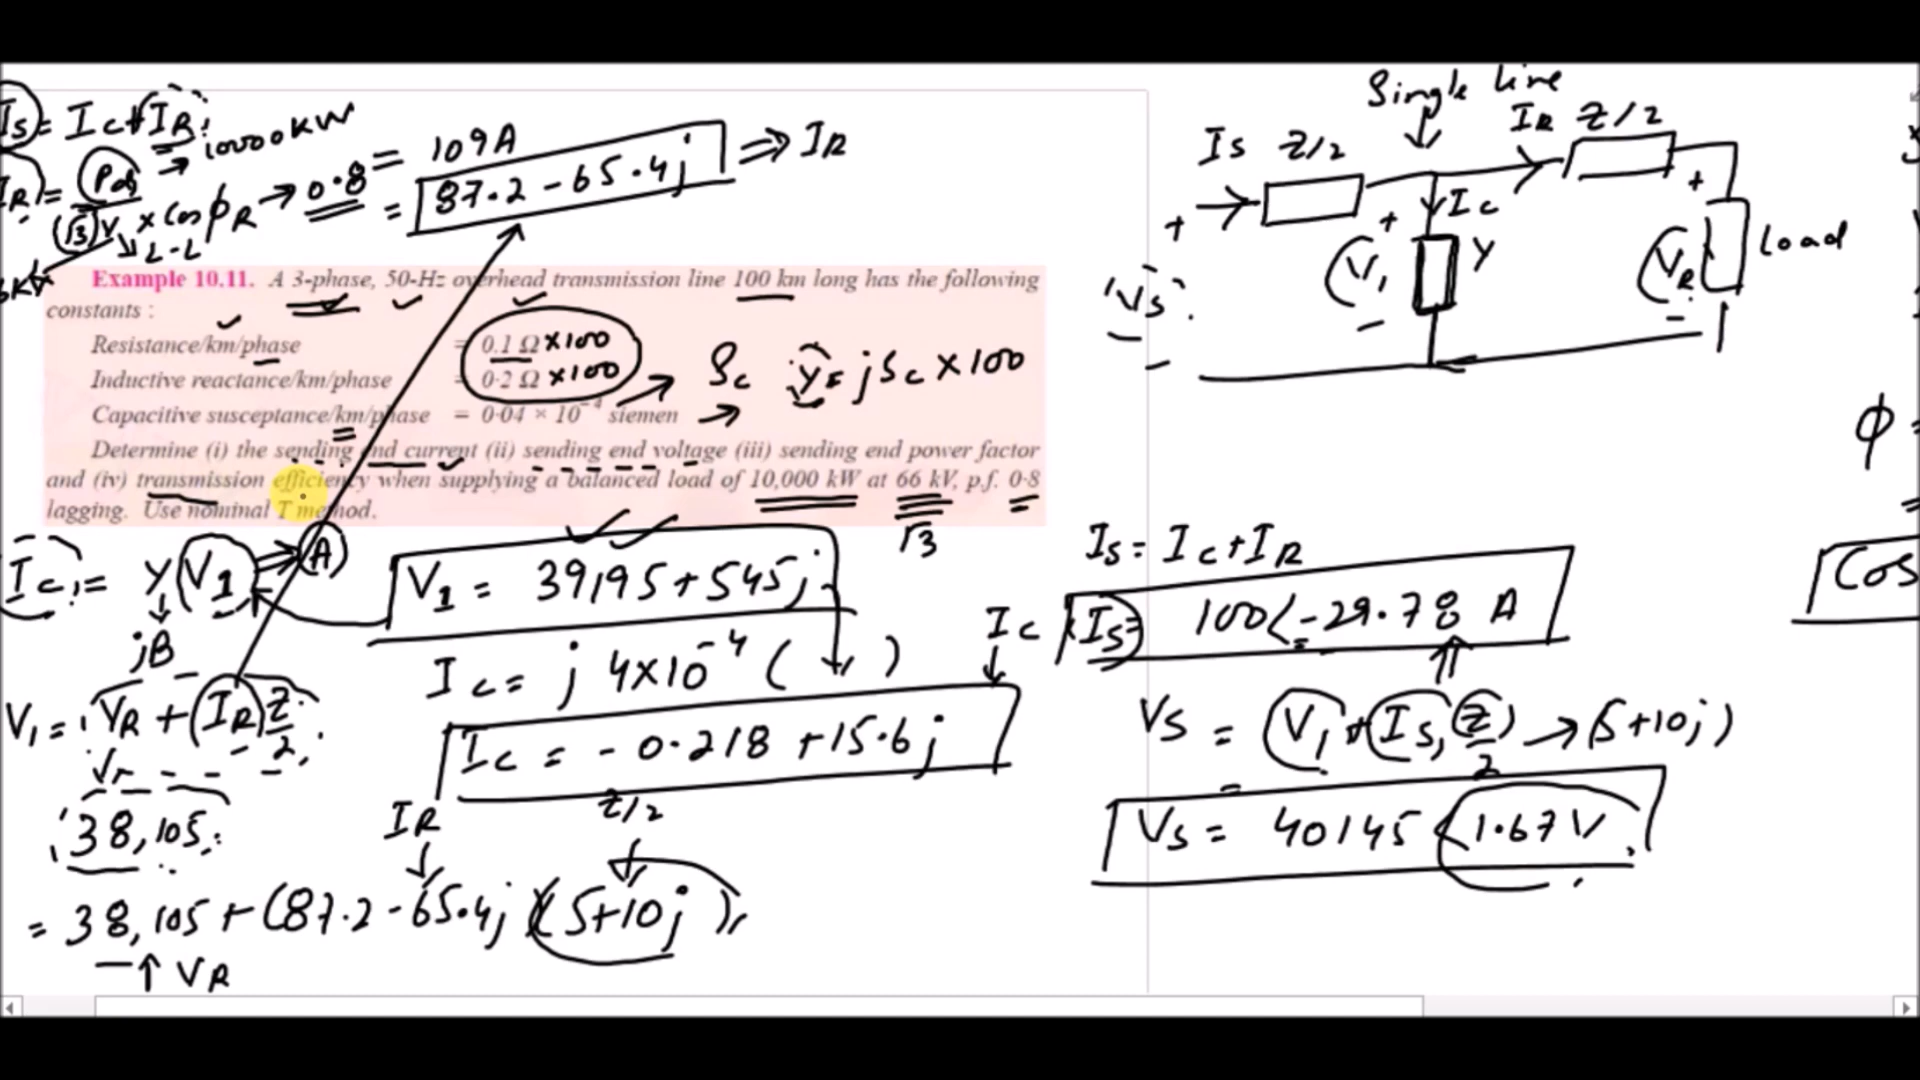 Is = Ic + IR
10000 KW
IR = Pd
√3 V x cos φR → 0.8 = 109A
= 87.2 - 65.4j ⇒ IR
L-L
Example 10.11. A 3-phase, 50-Hz overhead transmission line 100 km long has the following
constants :
Resistance/km/phase = 0.1 Ω x100
Inductive reactance/km/phase = 0·2 Ω x100
Capacitive susceptance/km/phase = 0·04 × 10⁻⁴ siemen
→ Sc y = jSc x 100
Determine (i) the sending end current (ii) sending end voltage (iii) sending end power factor
and (iv) transmission efficiency when supplying a balanced load of 10,000 kW at 66 kV, p.f. 0·8
lagging. Use nominal T method.
√3
Ic = y V1 ⇒ A
jB
V1 = VR + IR Z/2
Vr
38,105
= 38,105 + (87.2 - 65.4j)(5+10j)
↑ VR
V1 = 39195 + 545j
Ic = j 4x10⁻⁴ ( )
Ic = - 0.218 + 15.6j
IR
Z/2
Single line
Is Z/2 IR Z/2
+ Ic +
+
Vs V1 Y VR Load
- - -
Is = Ic + IR
Ic Is = 100∠-29.78 A
Vs = V1 + Is (Z/2) → (5+10j)
Vs = 40145 ∠1.67 V
φ =
=
Cos